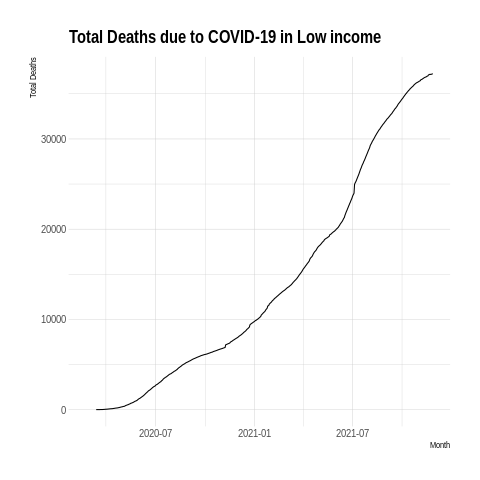 Total Deaths due to COVID-19 in Low income
Total Deaths
30000
20000
10000
0
2020-07 2021-01 2021-07
Month